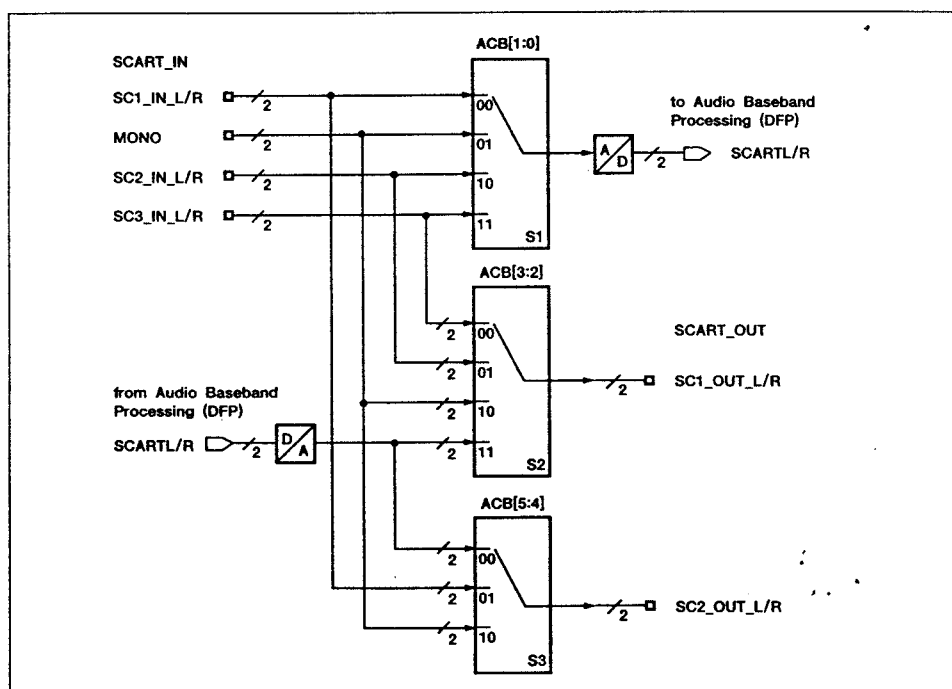 ACB[1:0]
SCART_IN
SC1_IN_L/R
2
00
to Audio Baseband
Processing (DFP)
MONO
2
01
A
D
2
SCARTL/R
SC2_IN_L/R
2
10
SC3_IN_L/R
2
11
S1
ACB[3:2]
2
00
SCART_OUT
2
01
2
SC1_OUT_L/R
from Audio Baseband
Processing (DFP)
2
10
SCARTL/R
2
D
A
2
11
S2
ACB[5:4]
2
00
2
01
2
SC2_OUT_L/R
2
10
S3